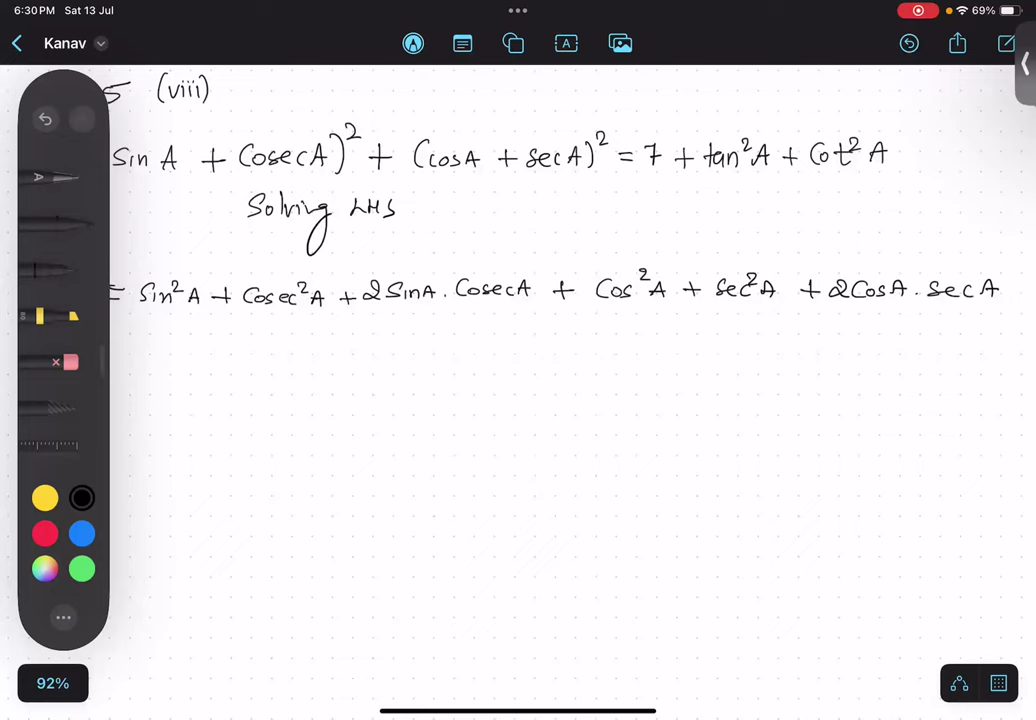 6:30 PM Sat 13 Jul 69%
Kanav
5 (viii)
sin A + CosecA)² + (cosA + secA)² = 7 + tan²A + Cot² A
Solving LHS
= sin²A + Cosec²A + 2SinA . CosecA + Cos²A + sec²A + 2CosA . secA
92%